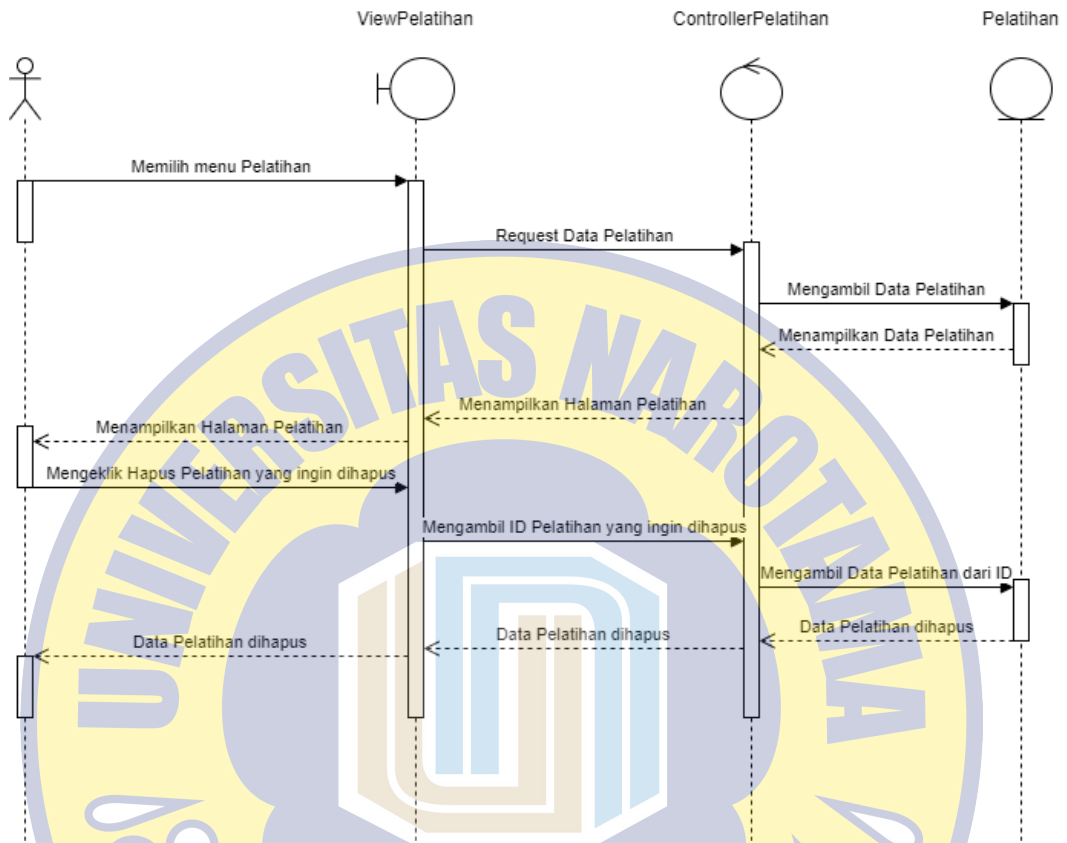 ViewPelatihan
ControllerPelatihan
Pelatihan
Memilih menu Pelatihan
Request Data Pelatihan
Mengambil Data Pelatihan
Menampilkan Data Pelatihan
Menampilkan Halaman Pelatihan
Menampilkan Halaman Pelatihan
Mengeklik Hapus Pelatihan yang ingin dihapus
Mengambil ID Pelatihan yang ingin dihapus
Mengambil Data Pelatihan dari ID
Data Pelatihan dihapus
Data Pelatihan dihapus
Data Pelatihan dihapus
UNIVERSITAS NAROTAMA